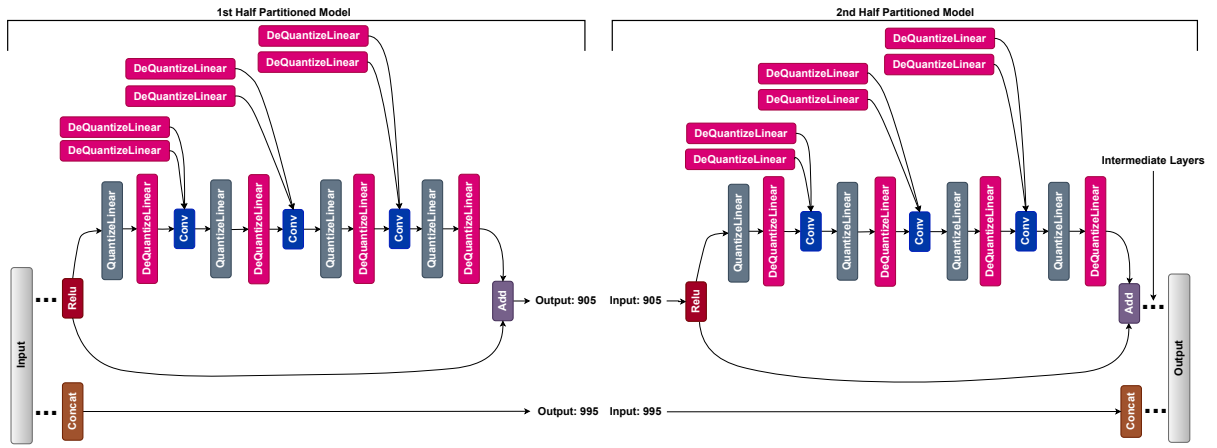 1st Half Partitioned Model
DeQuantizeLinear
DeQuantizeLinear
DeQuantizeLinear
DeQuantizeLinear
DeQuantizeLinear
DeQuantizeLinear
QuantizeLinear
DeQuantizeLinear
Conv
QuantizeLinear
DeQuantizeLinear
Conv
QuantizeLinear
DeQuantizeLinear
Conv
QuantizeLinear
DeQuantizeLinear
Input
Relu
Add
Output: 905
Concat
Output: 995
2nd Half Partitioned Model
DeQuantizeLinear
DeQuantizeLinear
DeQuantizeLinear
DeQuantizeLinear
DeQuantizeLinear
DeQuantizeLinear
Intermediate Layers
QuantizeLinear
DeQuantizeLinear
Conv
QuantizeLinear
DeQuantizeLinear
Conv
QuantizeLinear
DeQuantizeLinear
Conv
QuantizeLinear
DeQuantizeLinear
Input: 905
Relu
Add
Output
Input: 995
Concat